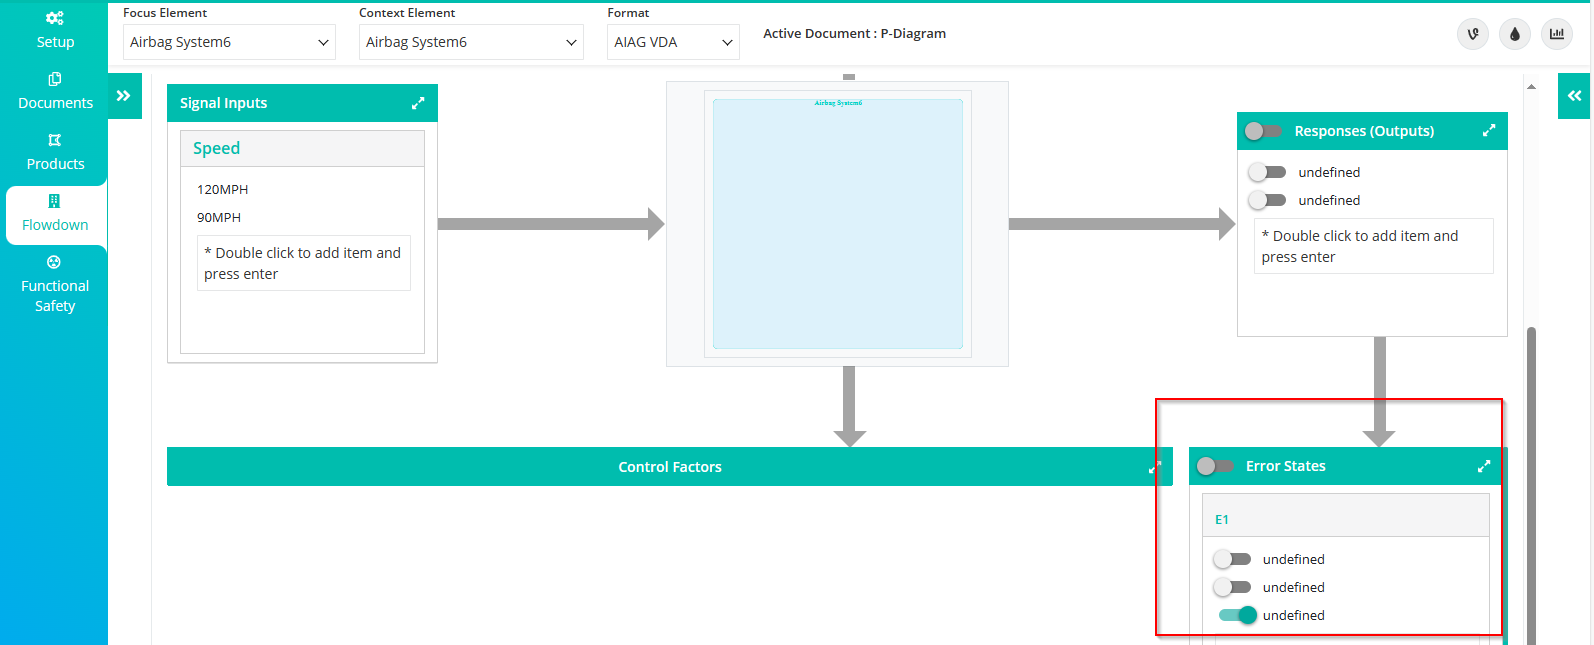 Setup
Documents
Products
Flowdown
Functional
Safety
Focus Element
Airbag System6
Context Element
Airbag System6
Format
AIAG VDA
Active Document : P-Diagram
Signal Inputs
Speed
120MPH
90MPH
* Double click to add item and
press enter
Airbag System6
Responses (Outputs)
undefined
undefined
* Double click to add item and
press enter
Control Factors
Error States
E1
undefined
undefined
undefined